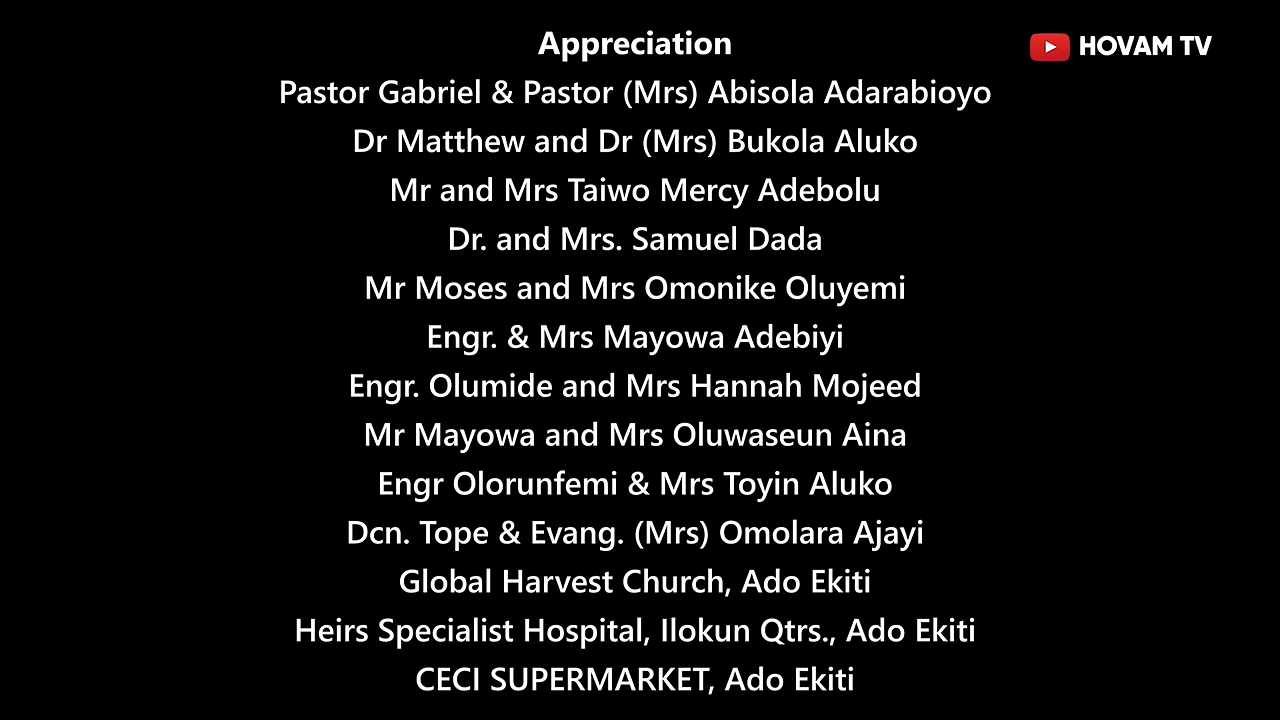 Appreciation
HOVAM TV
Pastor Gabriel & Pastor (Mrs) Abisola Adarabioyo
Dr Matthew and Dr (Mrs) Bukola Aluko
Mr and Mrs Taiwo Mercy Adebolu
Dr. and Mrs. Samuel Dada
Mr Moses and Mrs Omonike Oluyemi
Engr. & Mrs Mayowa Adebiyi
Engr. Olumide and Mrs Hannah Mojeed
Mr Mayowa and Mrs Oluwaseun Aina
Engr Olorunfemi & Mrs Toyin Aluko
Dcn. Tope & Evang. (Mrs) Omolara Ajayi
Global Harvest Church, Ado Ekiti
Heirs Specialist Hospital, Ilokun Qtrs., Ado Ekiti
CECI SUPERMARKET, Ado Ekiti